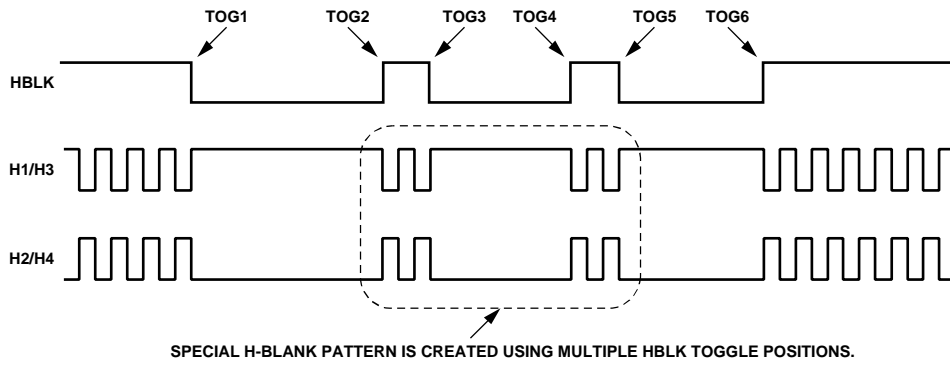 TOG1 TOG2 TOG3 TOG4 TOG5 TOG6
HBLK
H1/H3
H2/H4
SPECIAL H-BLANK PATTERN IS CREATED USING MULTIPLE HBLK TOGGLE POSITIONS.